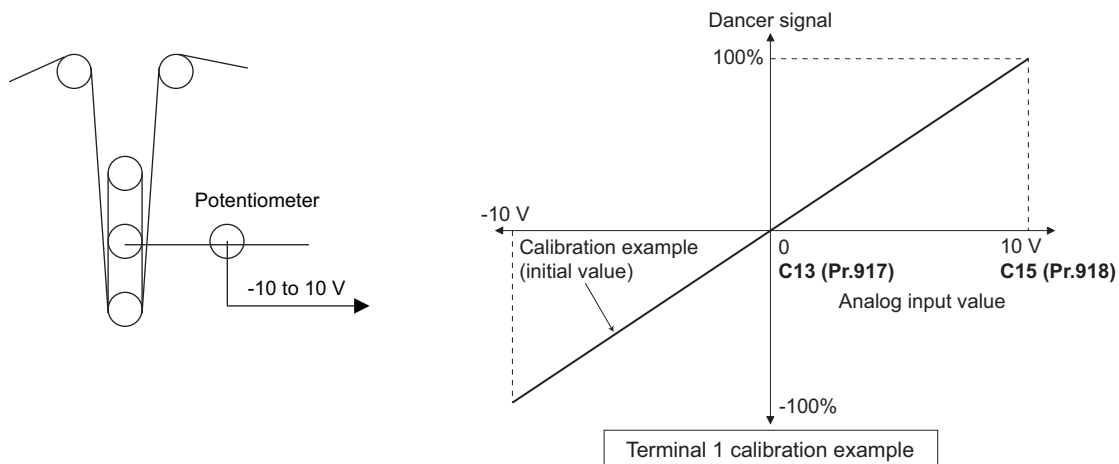 Potentiometer
-10 to 10 V
Dancer signal
100%
-10 V
Calibration example
(initial value)
0
10 V
C13 (Pr.917)
C15 (Pr.918)
Analog input value
-100%
Terminal 1 calibration example